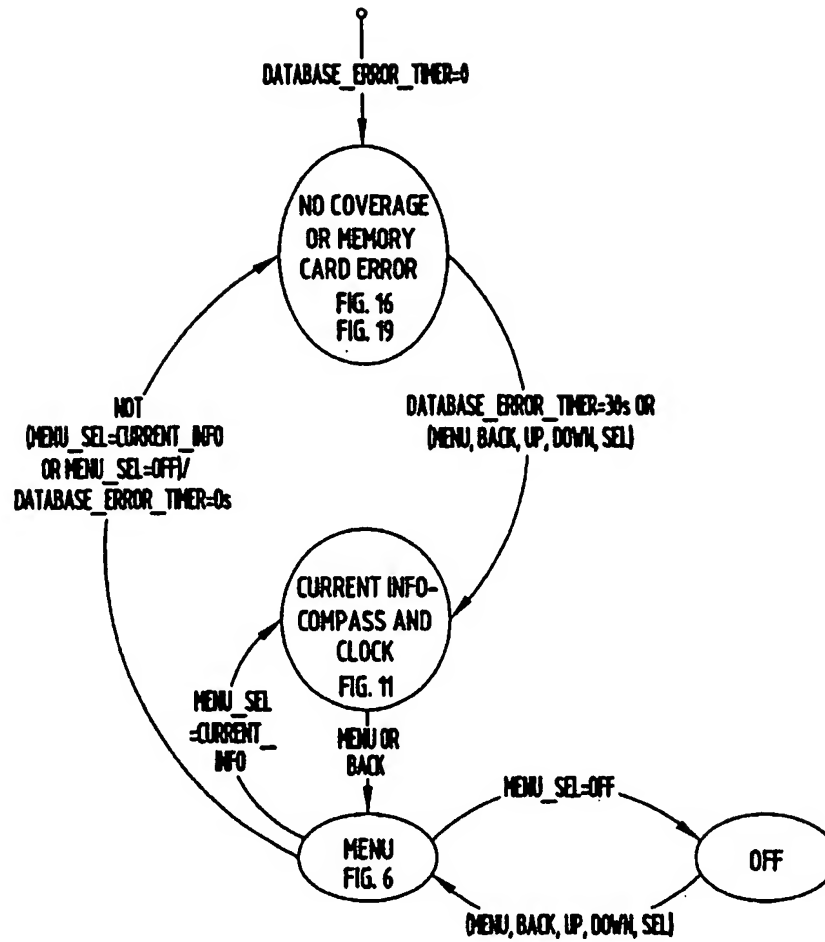 DATABASE_ERROR_TIMER=0
NO COVERAGE
OR MEMORY
CARD ERROR
FIG. 16
FIG. 19
NOT
(MENU_SEL=CURRENT_INFO
OR MENU_SEL=OFF)/
DATABASE_ERROR_TIMER=0s
DATABASE_ERROR_TIMER=30s OR
(MENU, BACK, UP, DOWN, SEL)
CURRENT INFO-
COMPASS AND
CLOCK
FIG. 11
MENU_SEL
=CURRENT_
INFO
MENU OR
BACK
MENU_SEL=OFF
MENU
FIG. 6
OFF
(MENU, BACK, UP, DOWN, SEL)